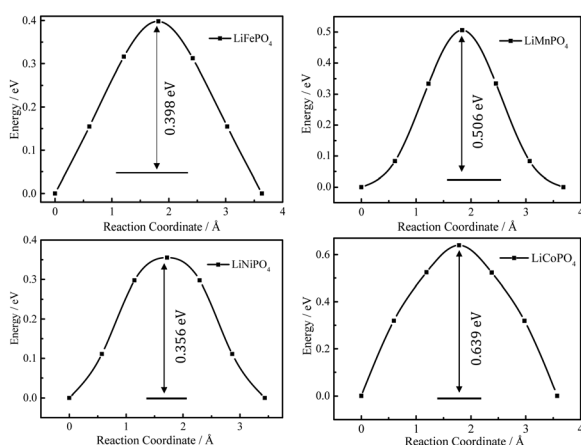 0.4
0.3
0.2
0.1
0.0
Energy / eV
LiFePO4
0.398 eV
0 1 2 3 4
Reaction Coordinate / Å
0.5
0.4
0.3
0.2
0.1
0.0
Energy / eV
LiMnPO4
0.506 eV
0 1 2 3 4
Reaction Coordinate / Å
0.4
0.3
0.2
0.1
0.0
Energy / eV
LiNiPO4
0.356 eV
0 1 2 3
Reaction Coordinate / Å
0.6
0.4
0.2
0.0
Energy / eV
LiCoPO4
0.639 eV
0 1 2 3 4
Reaction Coordinate / Å